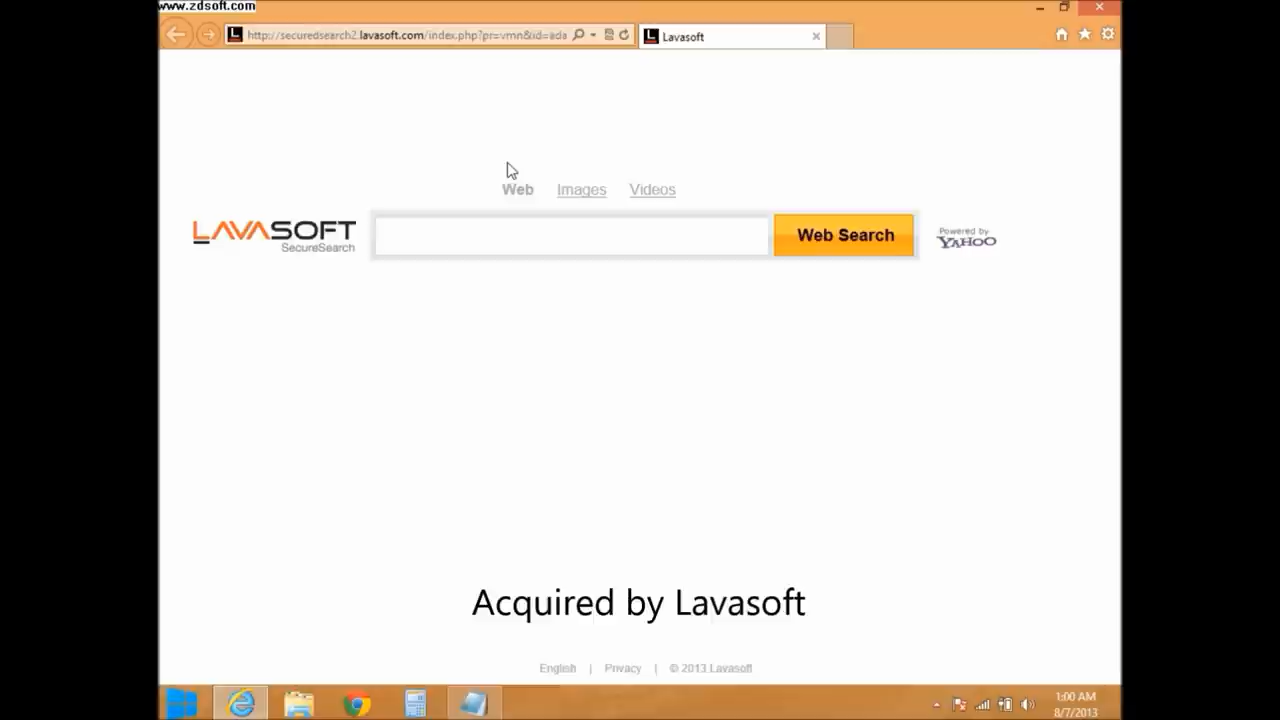 www.zdsoft.com
http://securedsearch2.lavasoft.com/index.php?pr=vmn&id=ada
Lavasoft
Web Images Videos
LAVASOFT
SecureSearch
Web Search
Powered by
YAHOO
Acquired by Lavasoft
English | Privacy | © 2013 Lavasoft
1:00 AM
8/7/2013